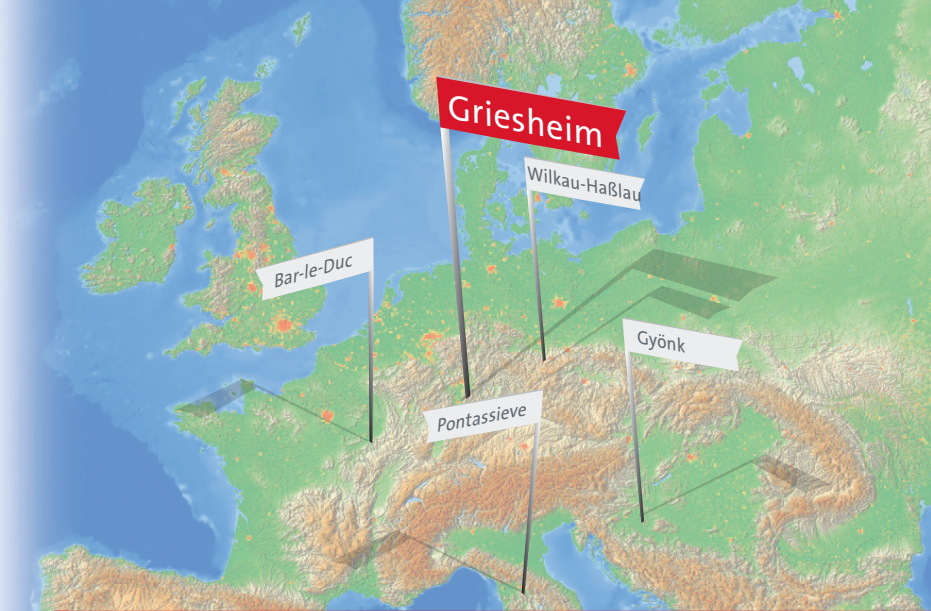 Griesheim
Wilkau-Haßlau
Bar-le-Duc
Gyönk
Pontassieve